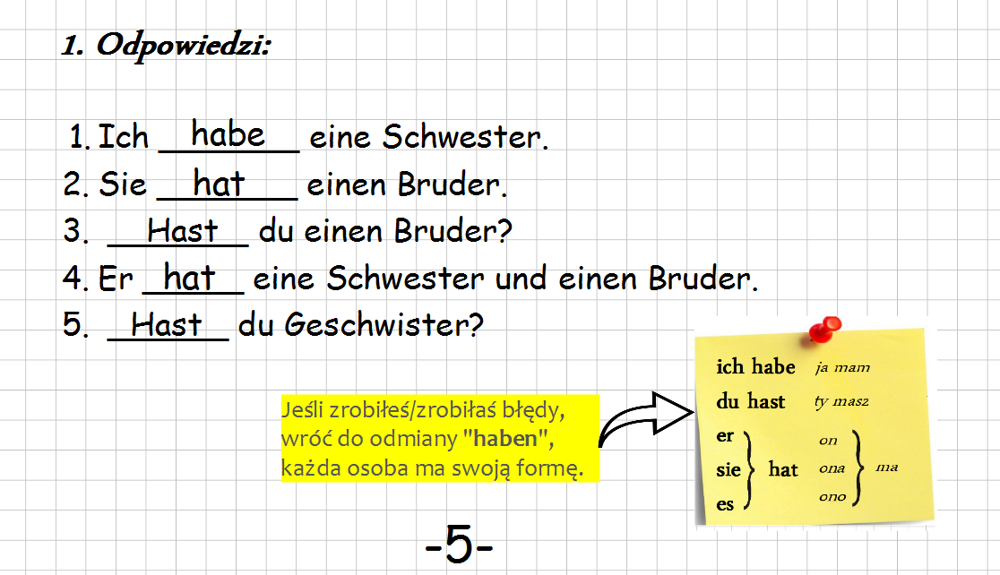 1. Odpowiedzi:
1. Ich habe eine Schwester.
2. Sie hat einen Bruder.
3. Hast du einen Bruder?
4. Er hat eine Schwester und einen Bruder.
5. Hast du Geschwister?
Jeśli zrobiłeś/zrobiłaś błędy,
wróć do odmiany "haben",
każda osoba ma swoją formę.
ich habe ja mam
du hast ty masz
er on
sie hat ona ma
es ono
-5-